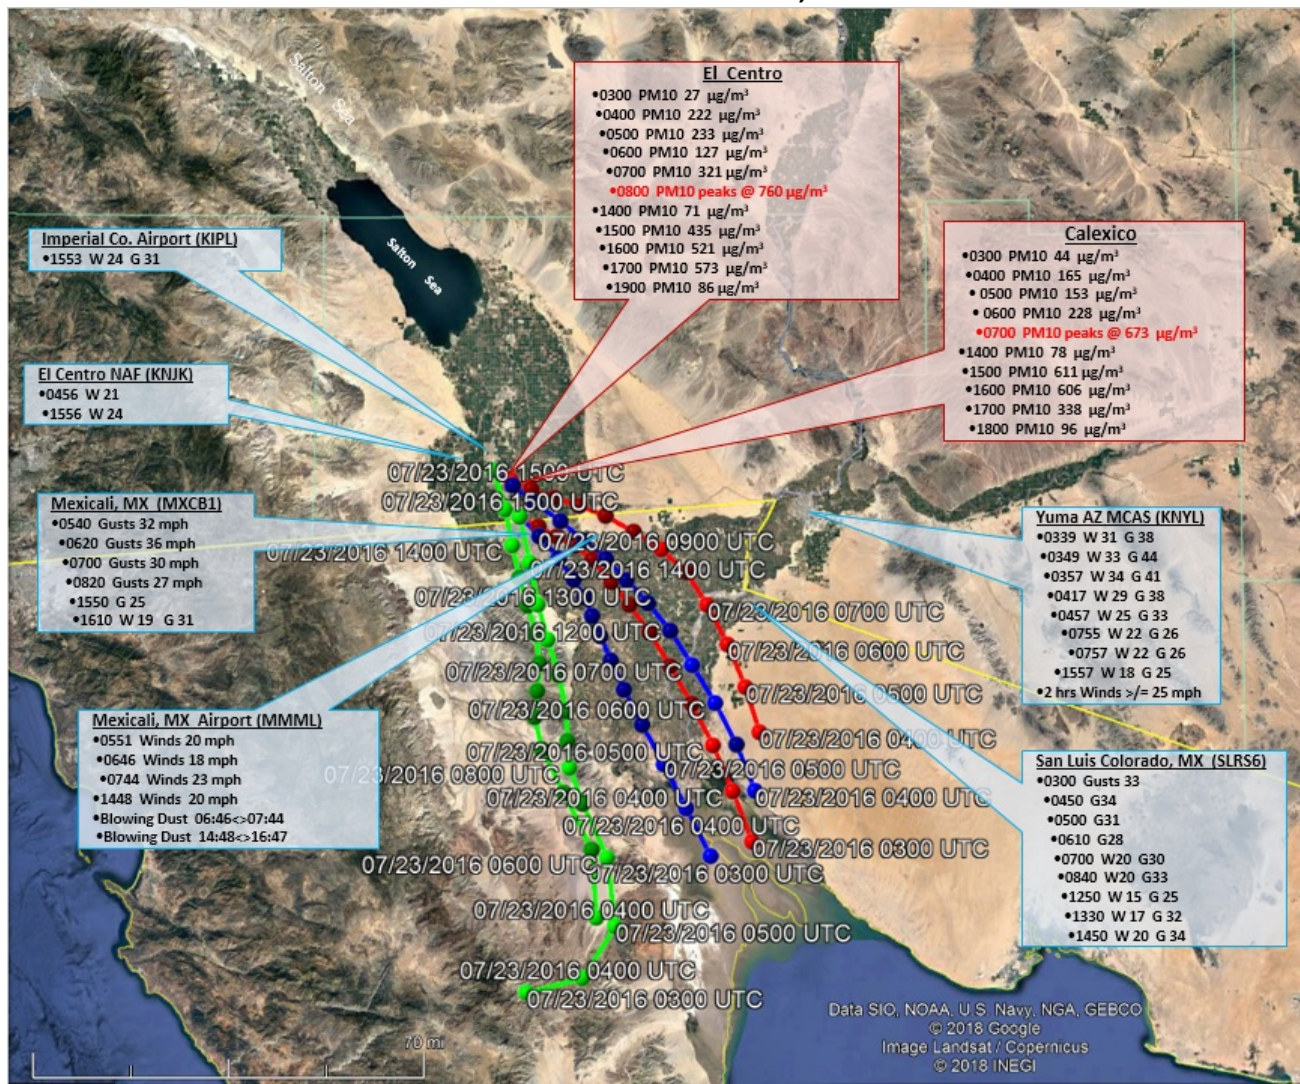 Salton Sea
El Centro
•0300 PM10 27 µg/m³
•0400 PM10 222 µg/m³
•0500 PM10 233 µg/m³
•0600 PM10 127 µg/m³
•0700 PM10 321 µg/m³
•0800 PM10 peaks @ 760 µg/m³
•1400 PM10 71 µg/m³
•1500 PM10 435 µg/m³
•1600 PM10 521 µg/m³
•1700 PM10 573 µg/m³
•1900 PM10 86 µg/m³
Imperial Co. Airport (KIPL)
•1553 W 24 G 31
Salton Sea
Calexico
•0300 PM10 44 µg/m³
•0400 PM10 165 µg/m³
•0500 PM10 153 µg/m³
•0600 PM10 228 µg/m³
•0700 PM10 peaks @ 673 µg/m³
•1400 PM10 78 µg/m³
•1500 PM10 611 µg/m³
•1600 PM10 606 µg/m³
•1700 PM10 338 µg/m³
•1800 PM10 96 µg/m³
El Centro NAF (KNJK)
•0456 W 21
•1556 W 24
Mexicali, MX (MXCB1)
•0540 Gusts 32 mph
•0620 Gusts 36 mph
•0700 Gusts 30 mph
•0820 Gusts 27 mph
•1550 G 25
•1610 W 19 G 31
Yuma AZ MCAS (KNYL)
•0339 W 31 G 38
•0349 W 33 G 44
•0357 W 34 G 41
•0417 W 29 G 38
•0457 W 25 G 33
•0755 W 22 G 26
•0757 W 22 G 26
•1557 W 18 G 25
•2 hrs Winds >/= 25 mph
Mexicali, MX Airport (MMML)
•0551 Winds 20 mph
•0646 Winds 18 mph
•0744 Winds 23 mph
•1448 Winds 20 mph
•Blowing Dust 06:46<>07:44
•Blowing Dust 14:48<>16:47
San Luis Colorado, MX (SLRS6)
•0300 Gusts 33
•0450 G34
•0500 G31
•0610 G28
•0700 W20 G30
•0840 W20 G33
•1250 W 15 G 25
•1330 W 17 G 32
•1450 W 20 G 34
07/23/2016 1500 UTC
07/23/2016 1500 UTC
07/23/2016 0900 UTC
07/23/2016 1400 UTC
07/23/2016 1400 UTC
07/23/2016 1300 UTC
07/23/2016 0700 UTC
07/23/2016 1200 UTC
07/23/2016 0600 UTC
07/23/2016 0700 UTC
07/23/2016 0500 UTC
07/23/2016 0600 UTC
07/23/2016 0400 UTC
07/23/2016 0500 UTC
07/23/2016 0500 UTC
07/23/2016 0800 UTC
07/23/2016 0400 UTC
07/23/2016 0400 UTC
07/23/2016 0400 UTC
07/23/2016 0300 UTC
07/23/2016 0600 UTC
07/23/2016 0300 UTC
07/23/2016 0400 UTC
07/23/2016 0500 UTC
07/23/2016 0400 UTC
07/23/2016 0300 UTC
70 mi
Data SIO, NOAA, U.S. Navy, NGA, GEBCO
© 2018 Google
Image Landsat / Copernicus
© 2018 INEGI